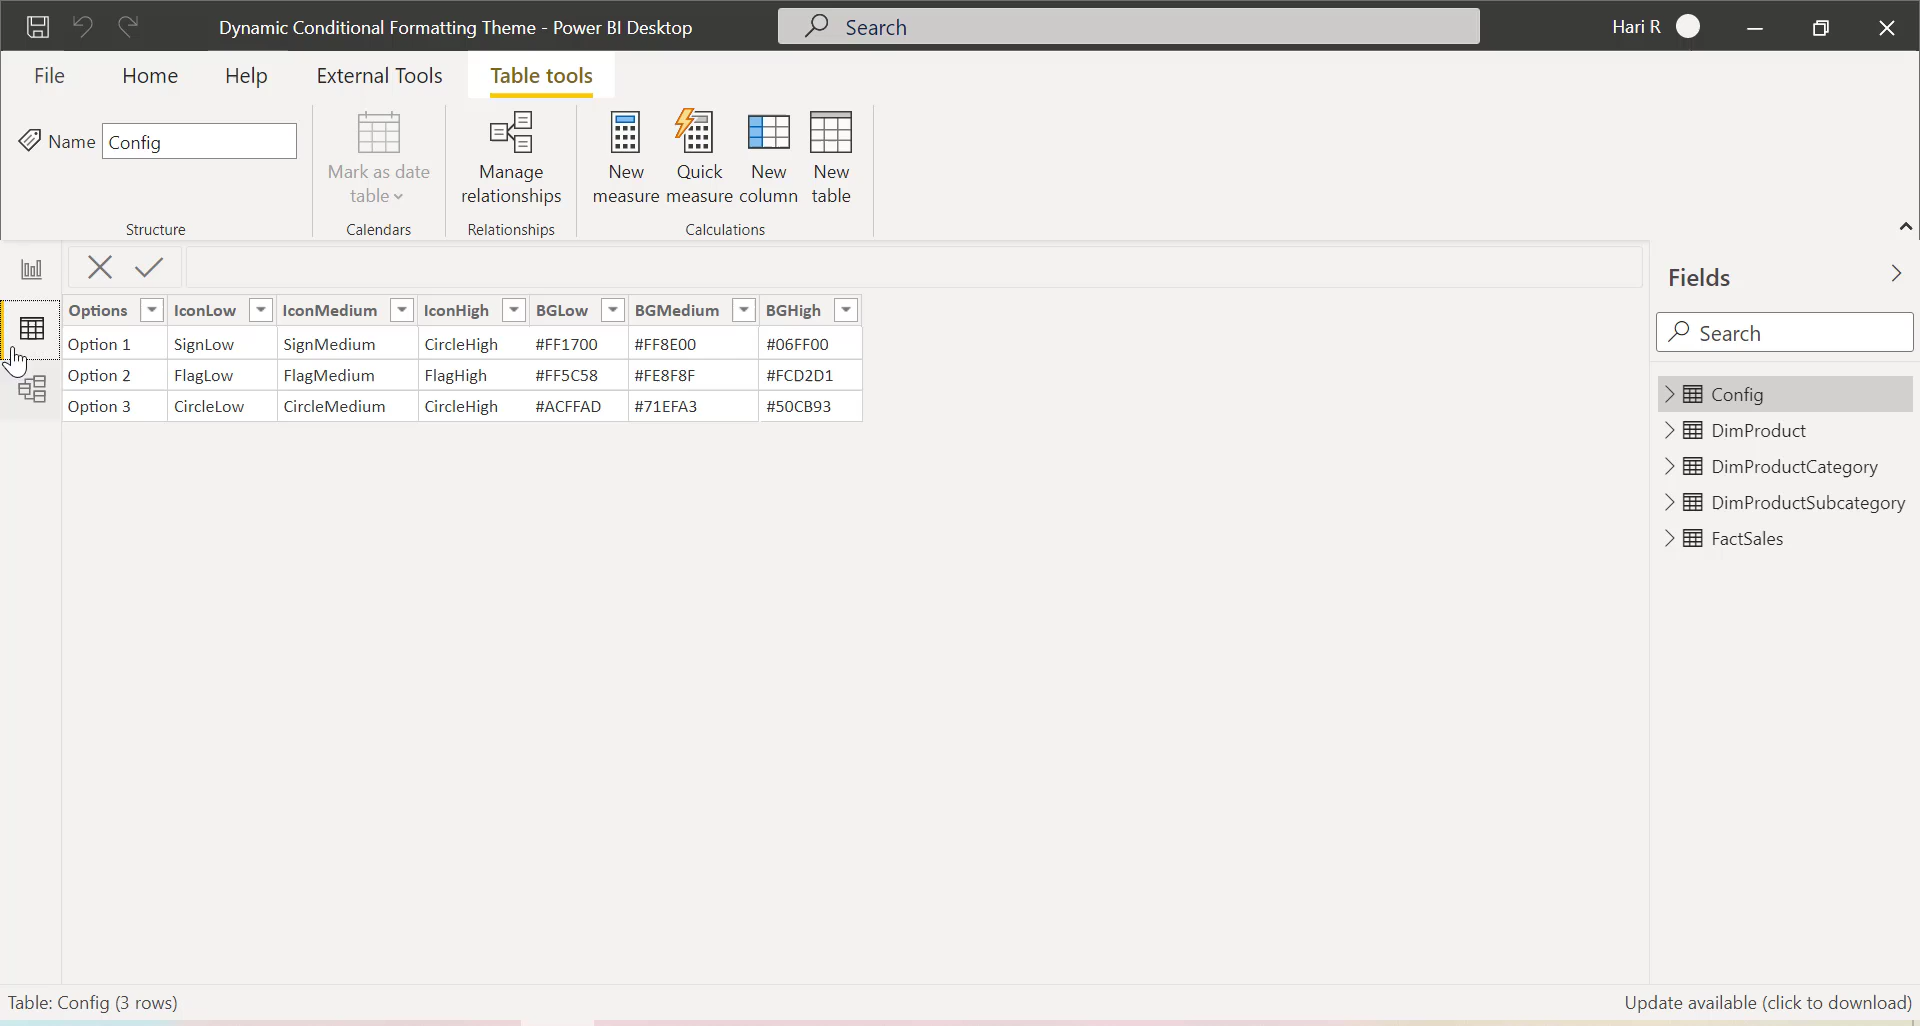 Dynamic Conditional Formatting Theme - Power BI Desktop
Search
Hari R
File
Home
Help
External Tools
Table tools
Name
Config
Mark as date
table
Manage
relationships
New
measure
Quick
measure
New
column
New
table
Structure
Calendars
Relationships
Calculations
Options IconLow IconMedium IconHigh BGLow BGMedium BGHigh
Option 1 SignLow SignMedium CircleHigh #FF1700 #FF8E00 #06FF00
Option 2 FlagLow FlagMedium FlagHigh #FF5C58 #FE8F8F #FCD2D1
Option 3 CircleLow CircleMedium CircleHigh #ACFFAD #71EFA3 #50CB93
Fields
Search
Config
DimProduct
DimProductCategory
DimProductSubcategory
FactSales
Table: Config (3 rows)
Update available (click to download)